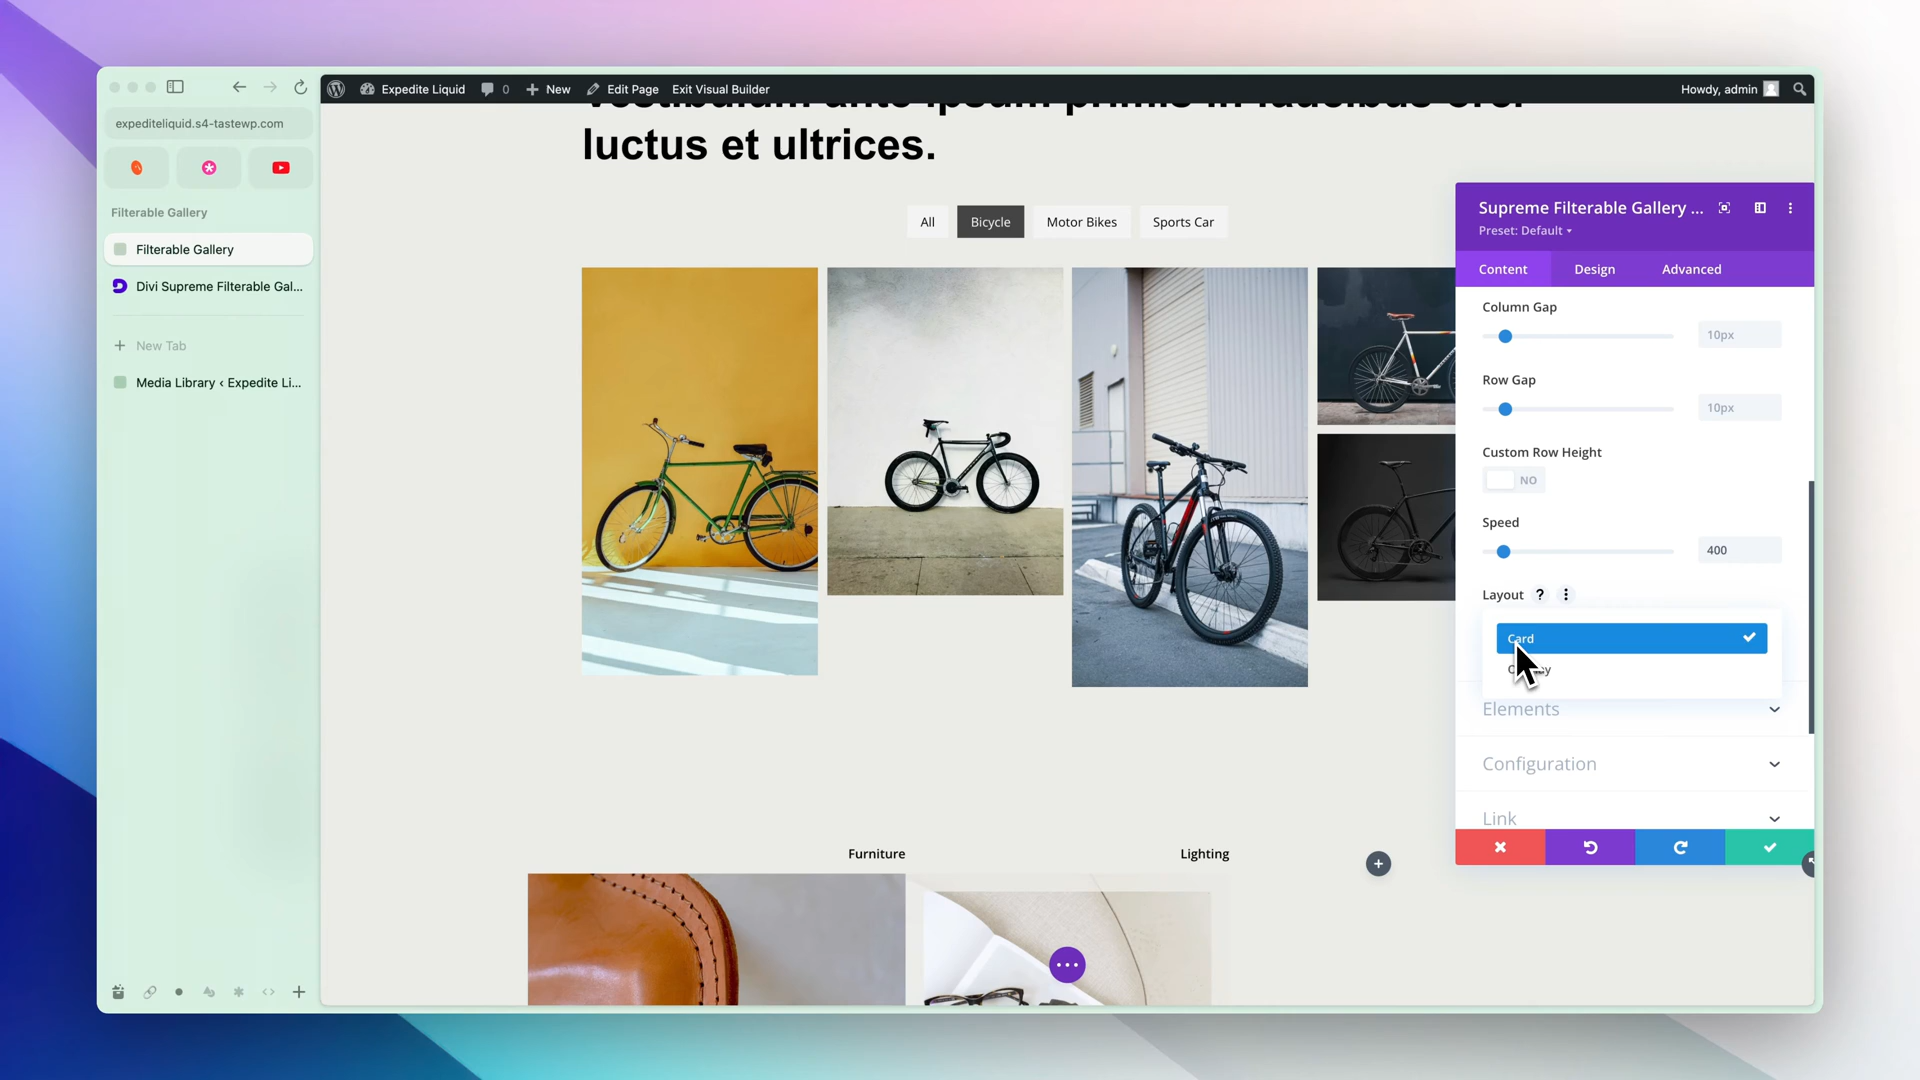 Expedite Liquid
0
New
Edit Page
Exit Visual Builder
Howdy, admin
expediteliquid.s4-tastewp.com
Filterable Gallery
Filterable Gallery
Divi Supreme Filterable Gal...
New Tab
Media Library ‹ Expedite Li...
luctus et ultrices.
All
Bicycle
Motor Bikes
Sports Car
Furniture
Lighting
Supreme Filterable Gallery ...
Preset: Default
Content
Design
Advanced
Column Gap
10px
Row Gap
10px
Custom Row Height
NO
Speed
400
Layout ?
Card
Elements
Configuration
Link